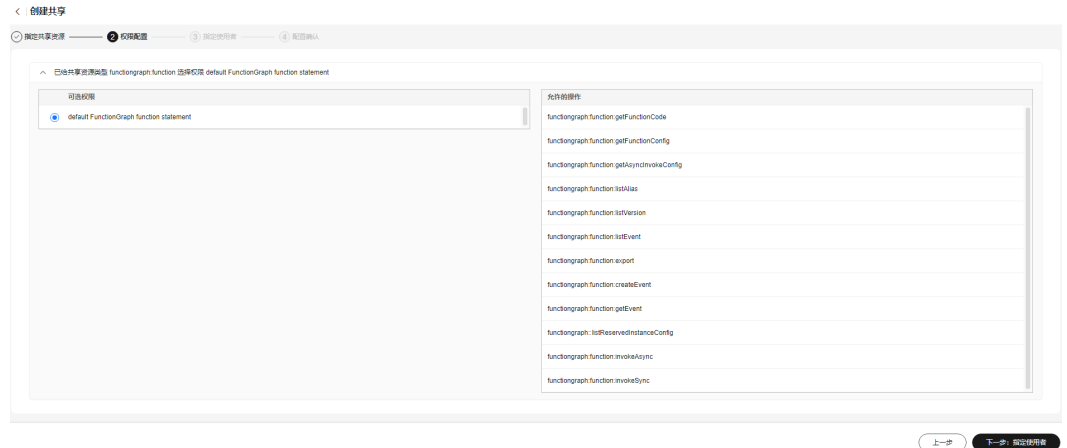 创建共享
指定共享资源 2 权限配置 3 指定使用者 4 配置确认
已给共享资源类型 functiongraph:function 选择权限 default FunctionGraph function statement
可选权限
default FunctionGraph function statement
允许的操作
functiongraph:function:getFunctionCode
functiongraph:function:getFunctionConfig
functiongraph:function:getAsyncInvokeConfig
functiongraph:function:listAlias
functiongraph:function:listVersion
functiongraph:function:listEvent
functiongraph:function:export
functiongraph:function:createEvent
functiongraph:function:getEvent
functiongraph::listReservedInstanceConfig
functiongraph:function:invokeAsync
functiongraph:function:invokeSync
上一步 下一步：指定使用者